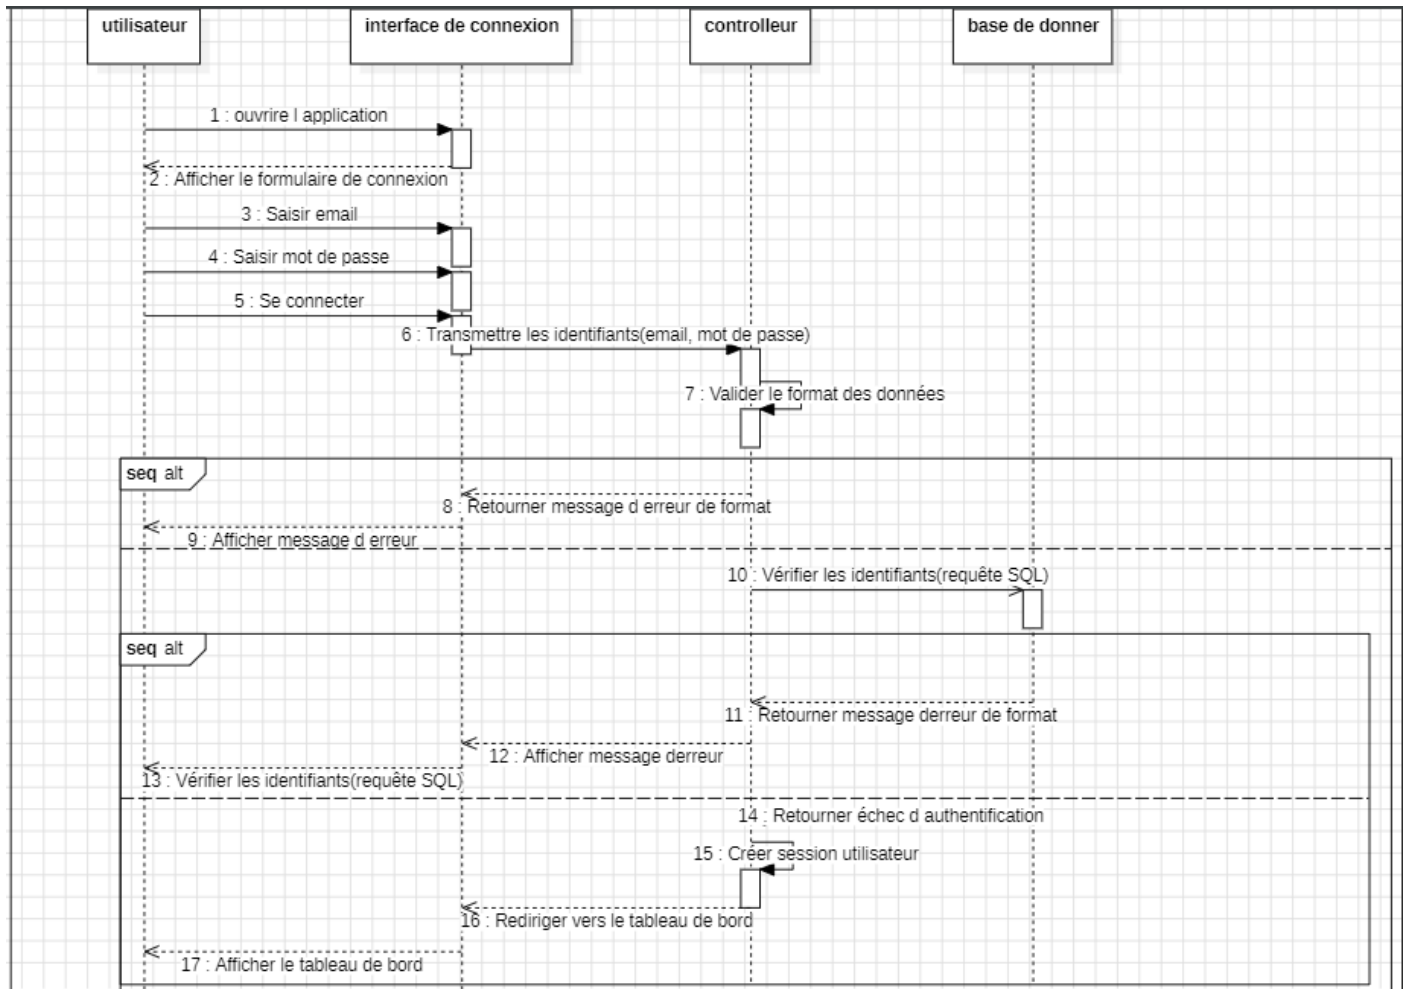 utilisateur
interface de connexion
controlleur
base de donner
1 : ouvrire l application
2 : Afficher le formulaire de connexion
3 : Saisir email
4 : Saisir mot de passe
5 : Se connecter
6 : Transmettre les identifiants(email, mot de passe)
7 : Valider le format des données
seq alt
8 : Retourner message d erreur de format
9 : Afficher message d erreur
10 : Vérifier les identifiants(requête SQL)
seq alt
11 : Retourner message derreur de format
12 : Afficher message derreur
13 : Vérifier les identifiants(requête SQL)
14 : Retourner échec d authentification
15 : Créer session utilisateur
16 : Rediriger vers le tableau de bord
17 : Afficher le tableau de bord